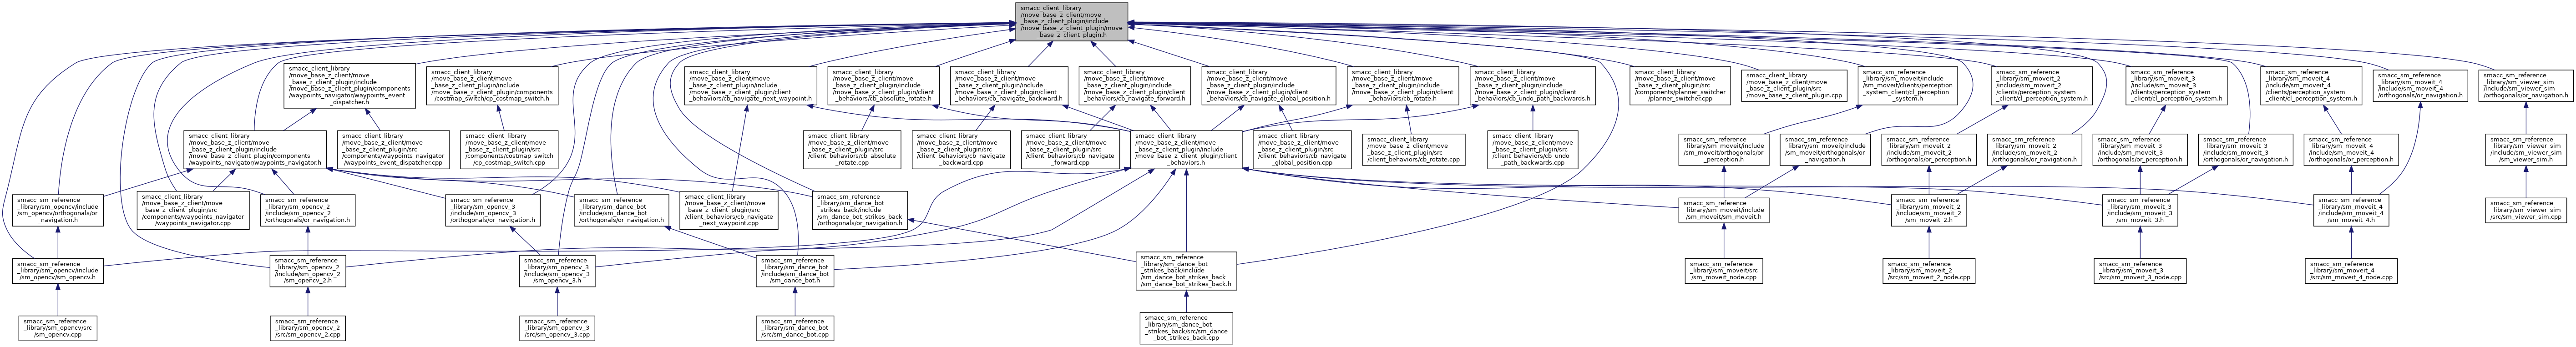 smacc_client_library
/move_base_z_client/move
_base_z_client_plugin/include
/move_base_z_client_plugin/move
_base_z_client_plugin.h
smacc_client_library
/move_base_z_client/move
_base_z_client_plugin/include
/move_base_z_client_plugin/components
/waypoints_navigator/waypoints_event
_dispatcher.h
smacc_client_library
/move_base_z_client/move
_base_z_client_plugin/include
/move_base_z_client_plugin/components
/costmap_switch/cp_costmap_switch.h
smacc_client_library
/move_base_z_client/move
_base_z_client_plugin/include
/move_base_z_client_plugin/client
_behaviors/cb_navigate_next_waypoint.h
smacc_client_library
/move_base_z_client/move
_base_z_client_plugin/include
/move_base_z_client_plugin/client
_behaviors/cb_absolute_rotate.h
smacc_client_library
/move_base_z_client/move
_base_z_client_plugin/include
/move_base_z_client_plugin/client
_behaviors/cb_navigate_backward.h
smacc_client_library
/move_base_z_client/move
_base_z_client_plugin/include
/move_base_z_client_plugin/client
_behaviors/cb_navigate_forward.h
smacc_client_library
/move_base_z_client/move
_base_z_client_plugin/include
/move_base_z_client_plugin/client
_behaviors/cb_navigate_global_position.h
smacc_client_library
/move_base_z_client/move
_base_z_client_plugin/include
/move_base_z_client_plugin/client
_behaviors/cb_rotate.h
smacc_client_library
/move_base_z_client/move
_base_z_client_plugin/include
/move_base_z_client_plugin/client
_behaviors/cb_undo_path_backwards.h
smacc_client_library
/move_base_z_client/move
_base_z_client_plugin/src
/components/planner_switcher
/planner_switcher.cpp
smacc_client_library
/move_base_z_client/move
_base_z_client_plugin/src
/move_base_z_client_plugin.cpp
smacc_sm_reference
_library/sm_moveit/include
/sm_moveit/clients/perception
_system_client/cl_perception
_system.h
smacc_sm_reference
_library/sm_moveit_2
/include/sm_moveit_2
/clients/perception_system
_client/cl_perception_system.h
smacc_sm_reference
_library/sm_moveit_3
/include/sm_moveit_3
/clients/perception_system
_client/cl_perception_system.h
smacc_sm_reference
_library/sm_moveit_4
/include/sm_moveit_4
/clients/perception_system
_client/cl_perception_system.h
smacc_sm_reference
_library/sm_moveit_4
/include/sm_moveit_4
/orthogonals/or_navigation.h
smacc_sm_reference
_library/sm_viewer_sim
/include/sm_viewer_sim
/orthogonals/or_navigation.h
smacc_client_library
/move_base_z_client/move
_base_z_client_plugin/include
/move_base_z_client_plugin/components
/waypoints_navigator/waypoints_navigator.h
smacc_client_library
/move_base_z_client/move
_base_z_client_plugin/src
/components/waypoints_navigator
/waypoints_event_dispatcher.cpp
smacc_client_library
/move_base_z_client/move
_base_z_client_plugin/src
/components/costmap_switch
/cp_costmap_switch.cpp
smacc_client_library
/move_base_z_client/move
_base_z_client_plugin/src
/client_behaviors/cb_absolute
_rotate.cpp
smacc_client_library
/move_base_z_client/move
_base_z_client_plugin/src
/client_behaviors/cb_navigate
_backward.cpp
smacc_client_library
/move_base_z_client/move
_base_z_client_plugin/src
/client_behaviors/cb_navigate
_forward.cpp
smacc_client_library
/move_base_z_client/move
_base_z_client_plugin/include
/move_base_z_client_plugin/client
_behaviors.h
smacc_client_library
/move_base_z_client/move
_base_z_client_plugin/src
/client_behaviors/cb_navigate
_global_position.cpp
smacc_client_library
/move_base_z_client/move
_base_z_client_plugin/src
/client_behaviors/cb_rotate.cpp
smacc_client_library
/move_base_z_client/move
_base_z_client_plugin/src
/client_behaviors/cb_undo
_path_backwards.cpp
smacc_sm_reference
_library/sm_moveit/include
/sm_moveit/orthogonals/or
_perception.h
smacc_sm_reference
_library/sm_moveit/include
/sm_moveit/orthogonals/or
_navigation.h
smacc_sm_reference
_library/sm_moveit_2
/include/sm_moveit_2
/orthogonals/or_perception.h
smacc_sm_reference
_library/sm_moveit_2
/include/sm_moveit_2
/orthogonals/or_navigation.h
smacc_sm_reference
_library/sm_moveit_3
/include/sm_moveit_3
/orthogonals/or_perception.h
smacc_sm_reference
_library/sm_moveit_3
/include/sm_moveit_3
/orthogonals/or_navigation.h
smacc_sm_reference
_library/sm_moveit_4
/include/sm_moveit_4
/orthogonals/or_perception.h
smacc_sm_reference
_library/sm_viewer_sim
/include/sm_viewer_sim
/sm_viewer_sim.h
smacc_sm_reference
_library/sm_opencv/include
/sm_opencv/orthogonals/or
_navigation.h
smacc_client_library
/move_base_z_client/move
_base_z_client_plugin/src
/components/waypoints_navigator
/waypoints_navigator.cpp
smacc_sm_reference
_library/sm_opencv_2
/include/sm_opencv_2
/orthogonals/or_navigation.h
smacc_sm_reference
_library/sm_opencv_3
/include/sm_opencv_3
/orthogonals/or_navigation.h
smacc_sm_reference
_library/sm_dance_bot
/include/sm_dance_bot
/orthogonals/or_navigation.h
smacc_client_library
/move_base_z_client/move
_base_z_client_plugin/src
/client_behaviors/cb_navigate
_next_waypoint.cpp
smacc_sm_reference
_library/sm_dance_bot
_strikes_back/include
/sm_dance_bot_strikes_back
/orthogonals/or_navigation.h
smacc_sm_reference
_library/sm_moveit/include
/sm_moveit/sm_moveit.h
smacc_sm_reference
_library/sm_moveit_2
/include/sm_moveit_2
/sm_moveit_2.h
smacc_sm_reference
_library/sm_moveit_3
/include/sm_moveit_3
/sm_moveit_3.h
smacc_sm_reference
_library/sm_moveit_4
/include/sm_moveit_4
/sm_moveit_4.h
smacc_sm_reference
_library/sm_viewer_sim
/src/sm_viewer_sim.cpp
smacc_sm_reference
_library/sm_opencv/include
/sm_opencv/sm_opencv.h
smacc_sm_reference
_library/sm_opencv_2
/include/sm_opencv_2
/sm_opencv_2.h
smacc_sm_reference
_library/sm_opencv_3
/include/sm_opencv_3
/sm_opencv_3.h
smacc_sm_reference
_library/sm_dance_bot
/include/sm_dance_bot
/sm_dance_bot.h
smacc_sm_reference
_library/sm_dance_bot
_strikes_back/include
/sm_dance_bot_strikes_back
/sm_dance_bot_strikes_back.h
smacc_sm_reference
_library/sm_moveit/src
/sm_moveit_node.cpp
smacc_sm_reference
_library/sm_moveit_2
/src/sm_moveit_2_node.cpp
smacc_sm_reference
_library/sm_moveit_3
/src/sm_moveit_3_node.cpp
smacc_sm_reference
_library/sm_moveit_4
/src/sm_moveit_4_node.cpp
smacc_sm_reference
_library/sm_opencv/src
/sm_opencv.cpp
smacc_sm_reference
_library/sm_opencv_2
/src/sm_opencv_2.cpp
smacc_sm_reference
_library/sm_opencv_3
/src/sm_opencv_3.cpp
smacc_sm_reference
_library/sm_dance_bot
/src/sm_dance_bot.cpp
smacc_sm_reference
_library/sm_dance_bot
_strikes_back/src/sm_dance
_bot_strikes_back.cpp